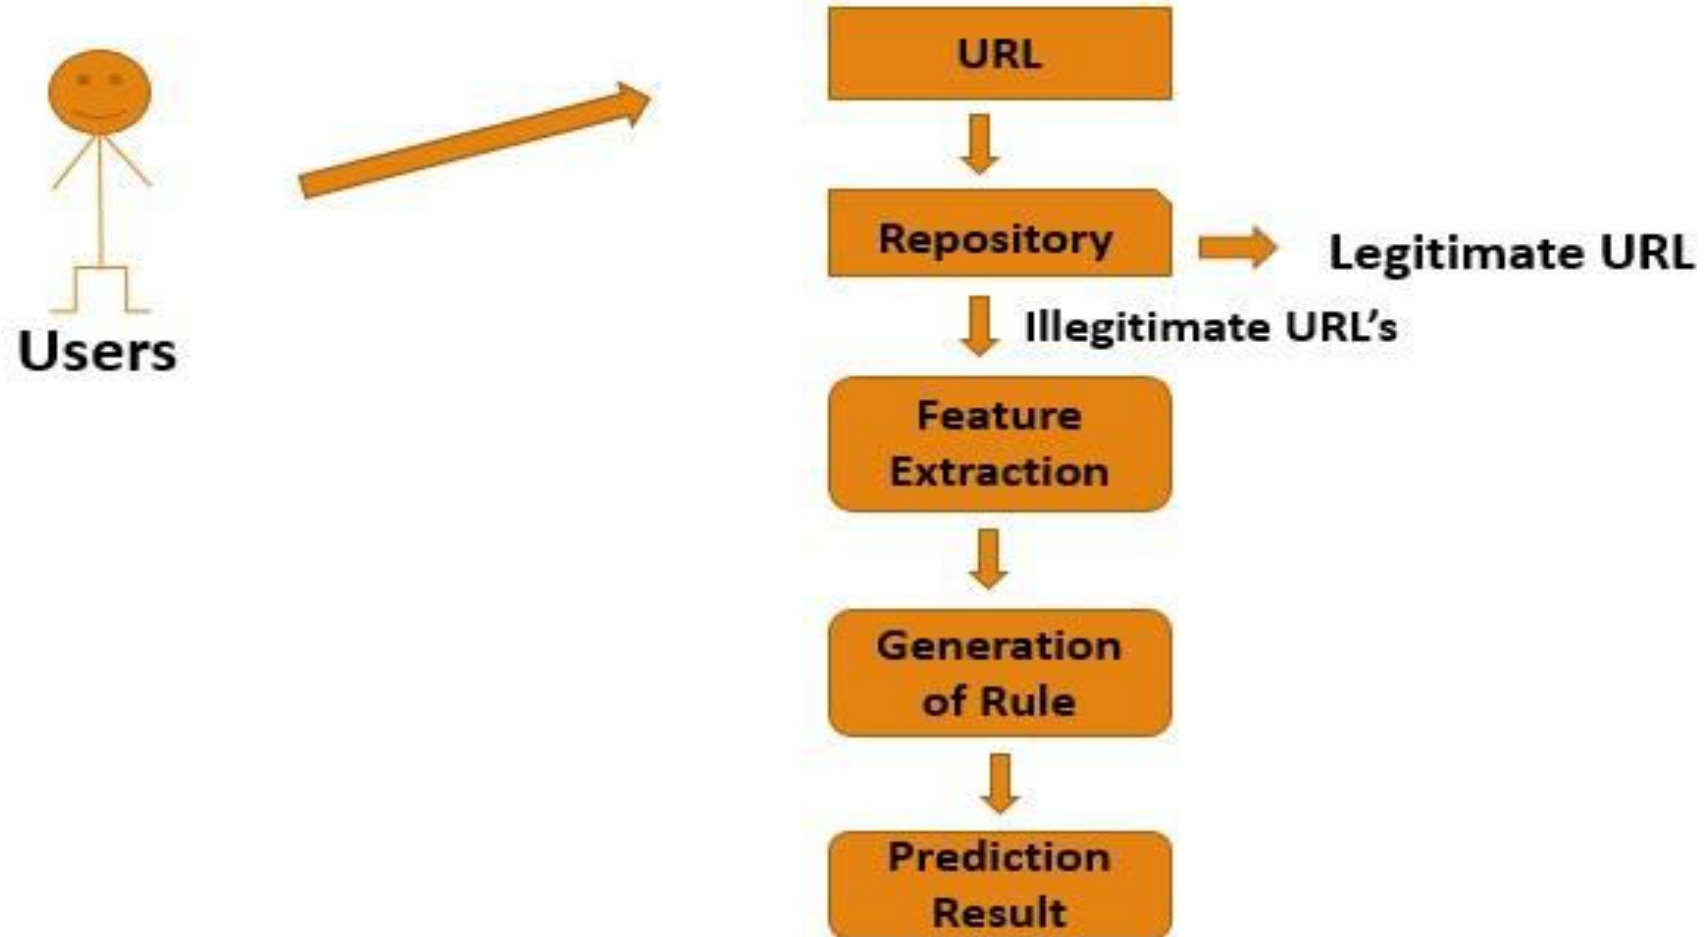 URL
Repository
Legitimate URL
Illegitimate URL’s
Users
Feature
Extraction
Generation
of Rule
Prediction
Result